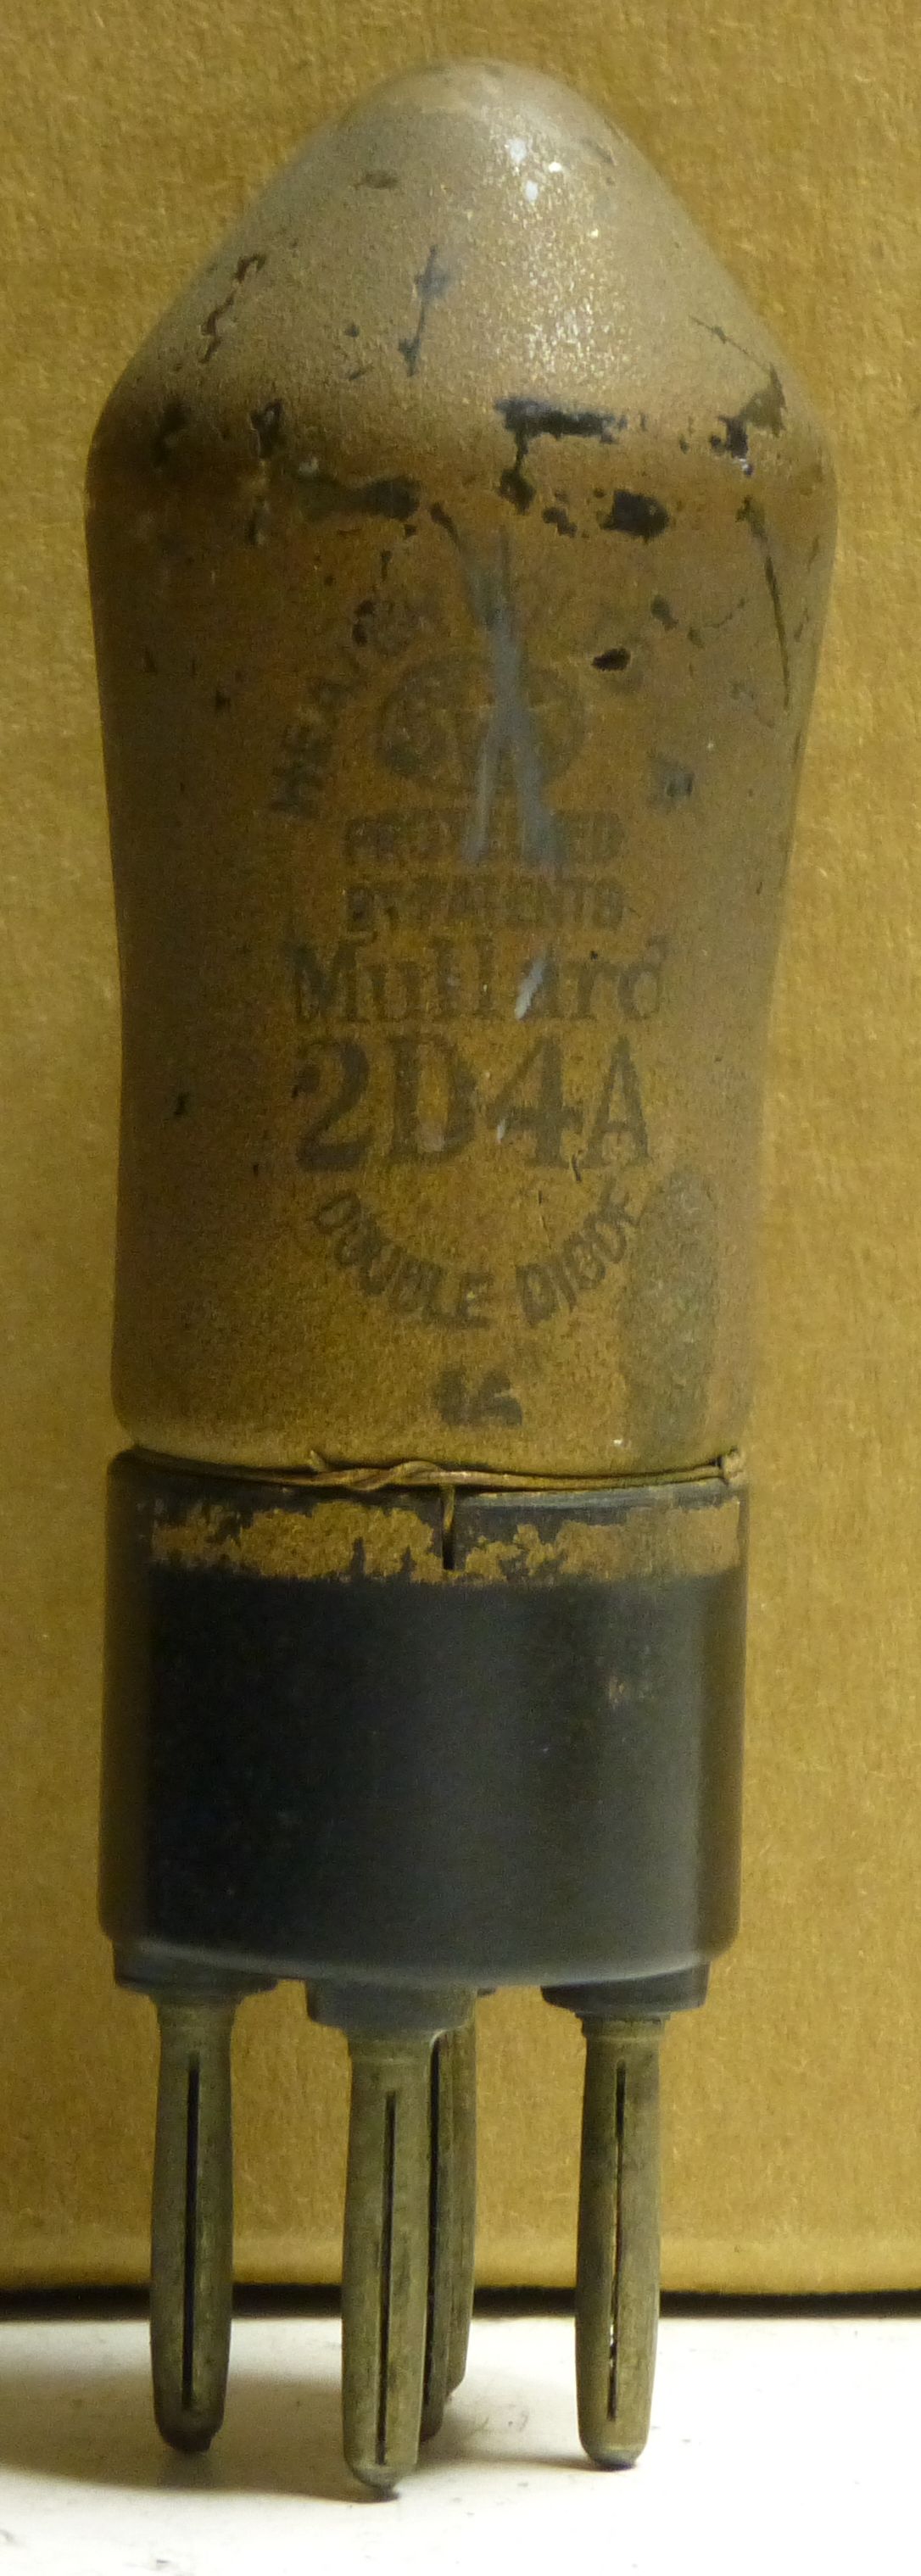 PROTECTED
BY PATENTS
Mullard
2D4A
DOUBLE DIODE